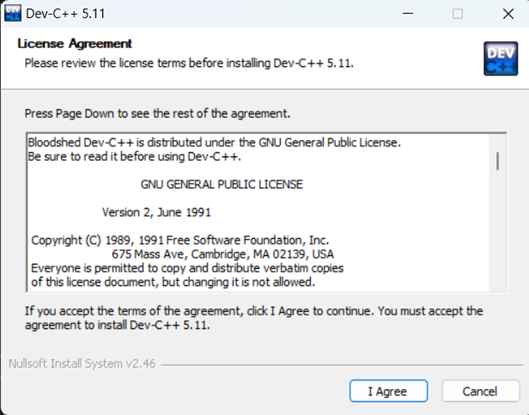 Dev-C++ 5.11
License Agreement
Please review the license terms before installing Dev-C++ 5.11.
DEV
C++
Press Page Down to see the rest of the agreement.
Bloodshed Dev-C++ is distributed under the GNU General Public License.
Be sure to read it before using Dev-C++.
GNU GENERAL PUBLIC LICENSE
Version 2, June 1991
Copyright (C) 1989, 1991 Free Software Foundation, Inc.
675 Mass Ave, Cambridge, MA 02139, USA
Everyone is permitted to copy and distribute verbatim copies
of this license document, but changing it is not allowed.
If you accept the terms of the agreement, click I Agree to continue. You must accept the
agreement to install Dev-C++ 5.11.
Nullsoft Install System v2.46
I Agree
Cancel